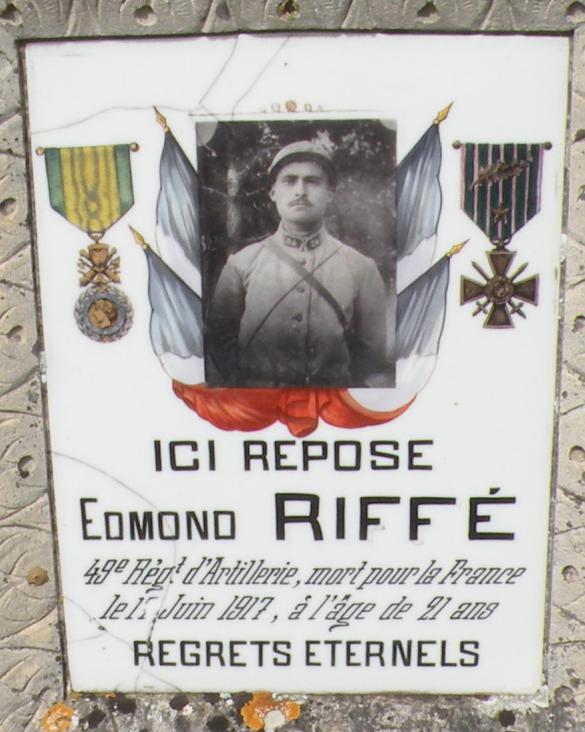 ICI REPOSE
EDMOND RIFFÉ
49e Régt d'Artillerie, mort pour la France
le Juin 1917, à l'âge de 21 ans
REGRETS ETERNELS